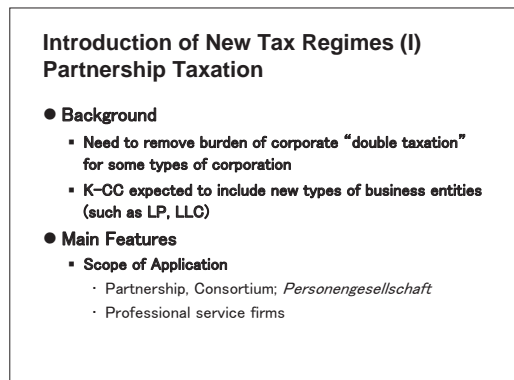 Introduction of New Tax Regimes (I)
Partnership Taxation
● Background
▪ Need to remove burden of corporate “double taxation”
for some types of corporation
▪ K-CC expected to include new types of business entities
(such as LP, LLC)
● Main Features
▪ Scope of Application
· Partnership, Consortium; Personengesellschaft
· Professional service firms